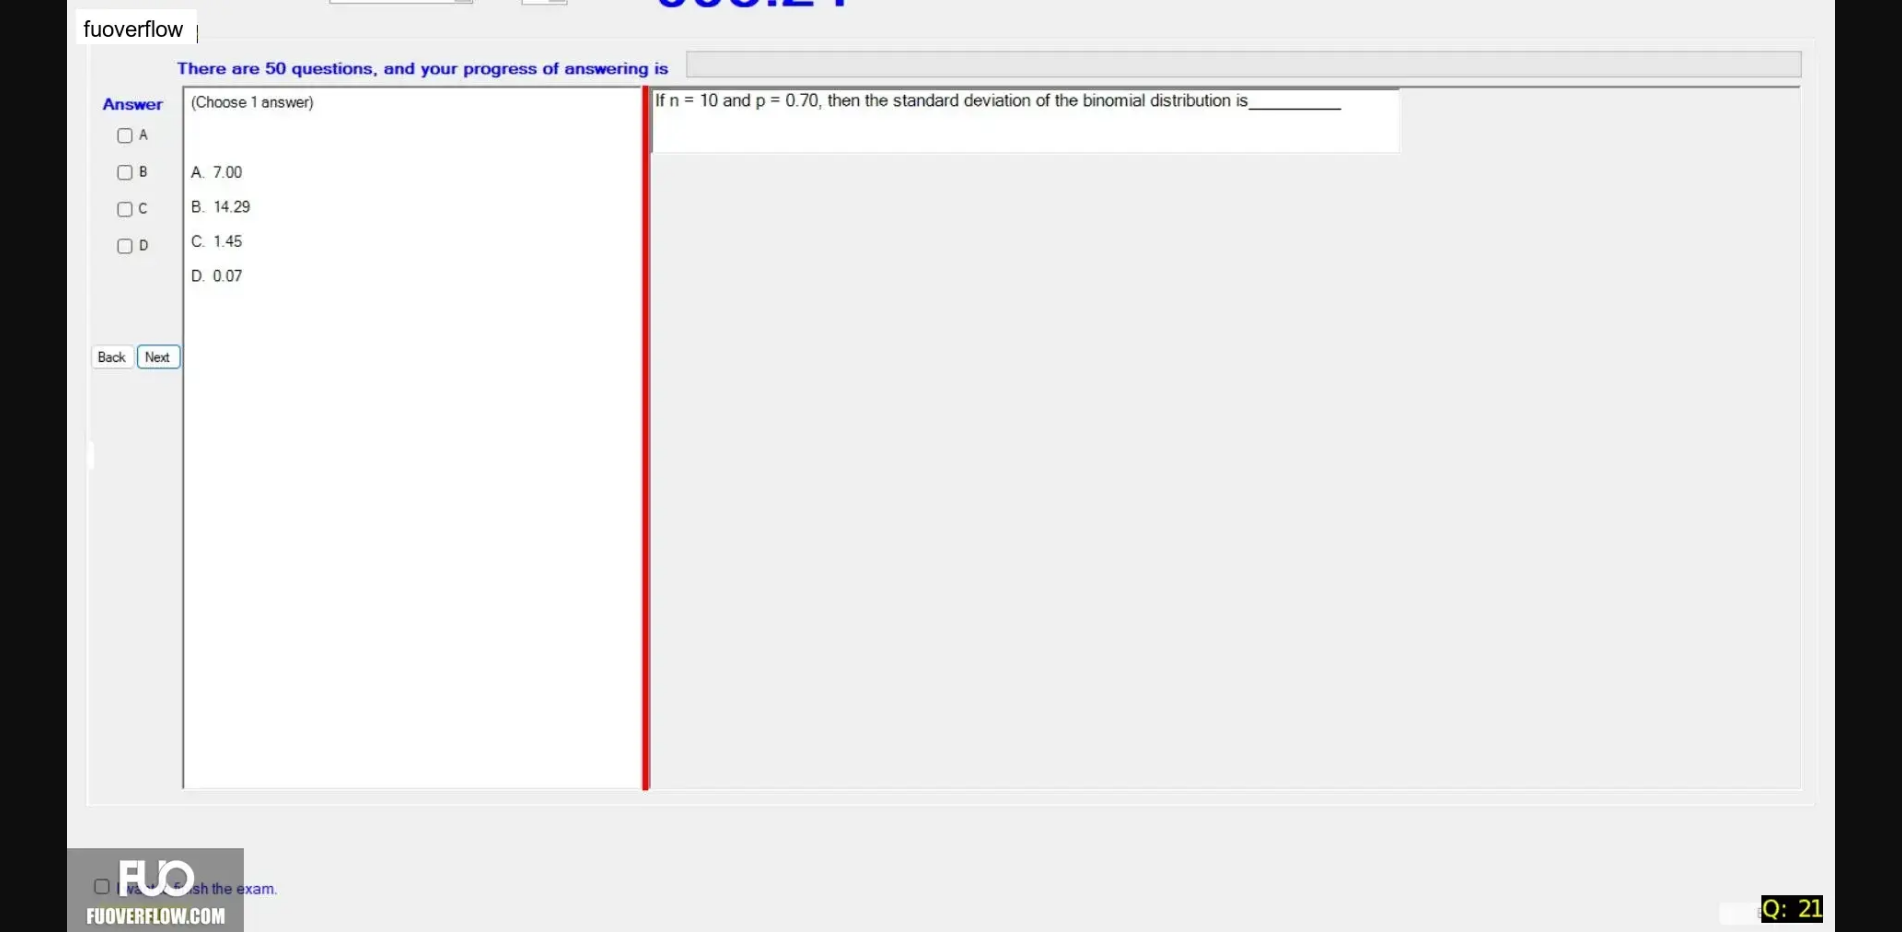 fuoverflow
There are 50 questions, and your progress of answering is
Answer
A
B
C
D
Back Next
(Choose 1 answer)
A. 7.00
B. 14.29
C. 1.45
D. 0.07
If n = 10 and p = 0.70, then the standard deviation of the binomial distribution is__________
FUO
the exam.
FUOVERFLOW.COM
Q: 21